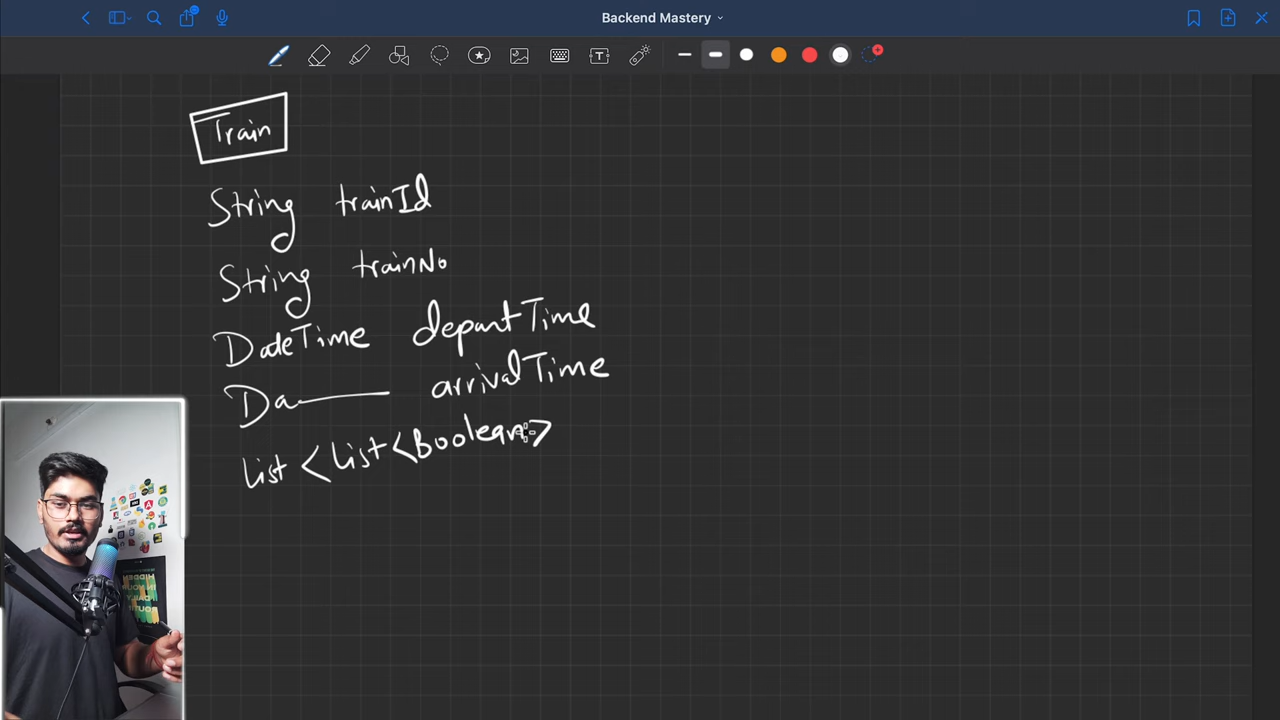 Backend Mastery
T
Train
String trainId
String trainNo
DateTime departTime
Da arrivalTime
List <List<Boolean>